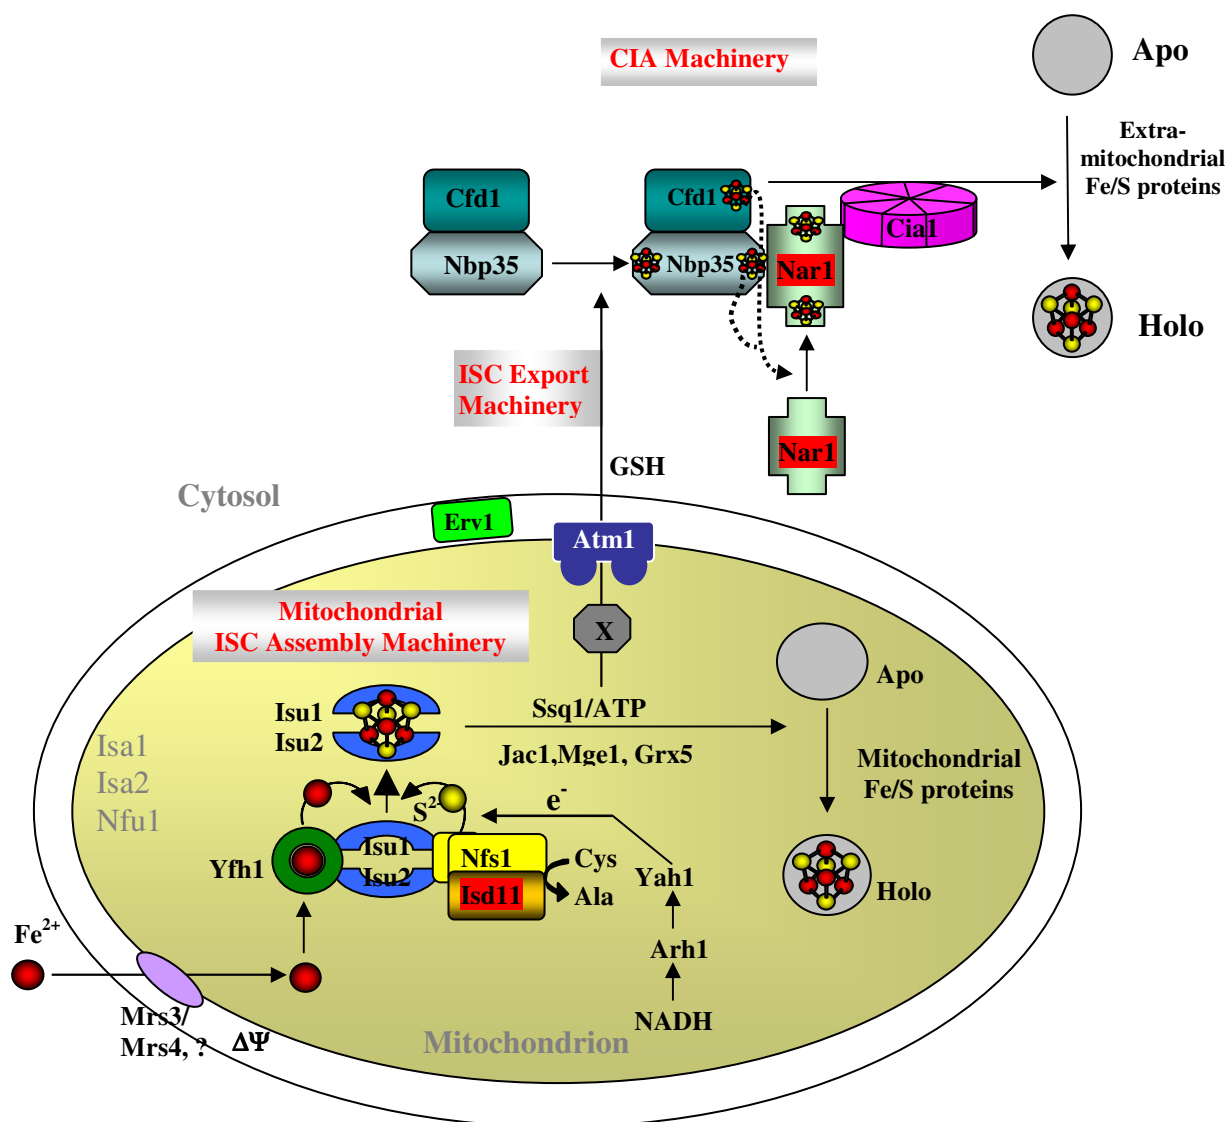 CIA Machinery
Apo
Extra-
mitochondrial
Fe/S proteins
Cfd1
Cfd1
Nbp35
Nbp35
Nar1
Cia1
Holo
ISC Export
Machinery
Nar1
GSH
Cytosol
Erv1
Atm1
Mitochondrial
ISC Assembly Machinery
X
Apo
Isu1
Isu2
Ssq1/ATP
Jac1,Mge1, Grx5
Isa1
Isa2
Nfu1
Mitochondrial
Fe/S proteins
S2-
e-
Yfh1
Isu1
Isu2
Nfs1
Isd11
Cys
Ala
Yah1
Holo
Fe2+
Arh1
NADH
Mrs3/
Mrs4, ?
ΔΨ
Mitochondrion